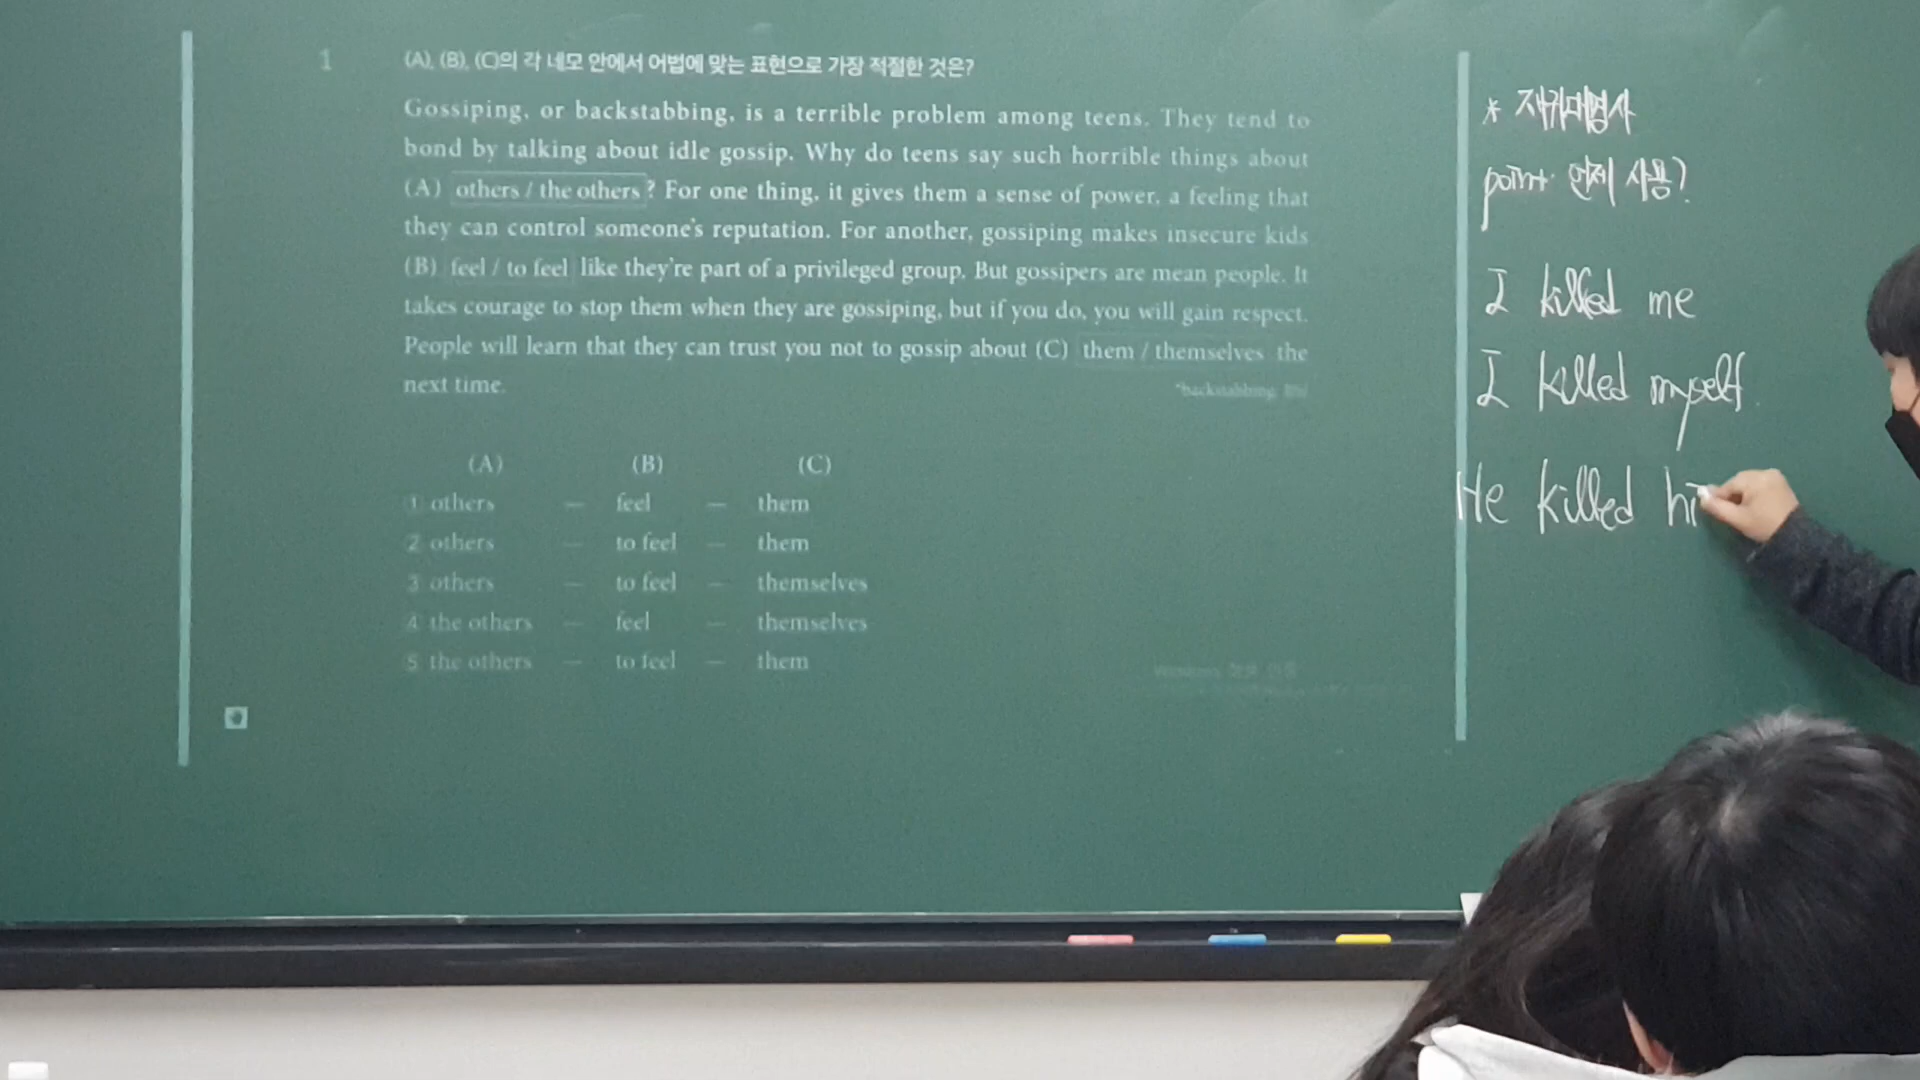 1 (A), (B), (C)의 각 네모 안에서 어법에 맞는 표현으로 가장 적절한 것은?
Gossiping, or backstabbing, is a terrible problem among teens. They tend to
bond by talking about idle gossip. Why do teens say such horrible things about
(A) others / the others ? For one thing, it gives them a sense of power, a feeling that
they can control someone's reputation. For another, gossiping makes insecure kids
(B) feel / to feel like they're part of a privileged group. But gossipers are mean people. It
takes courage to stop them when they are gossiping, but if you do, you will gain respect.
People will learn that they can trust you not to gossip about (C) them / themselves the
next time.
*backstabbing
(A) (B) (C)
① others — feel — them
② others — to feel — them
③ others — to feel — themselves
④ the others — feel — themselves
⑤ the others — to feel — them
Windows 정품 인증
* 재귀대명사
point 언제 사용?
I killed me
I killed myself
He killed hi